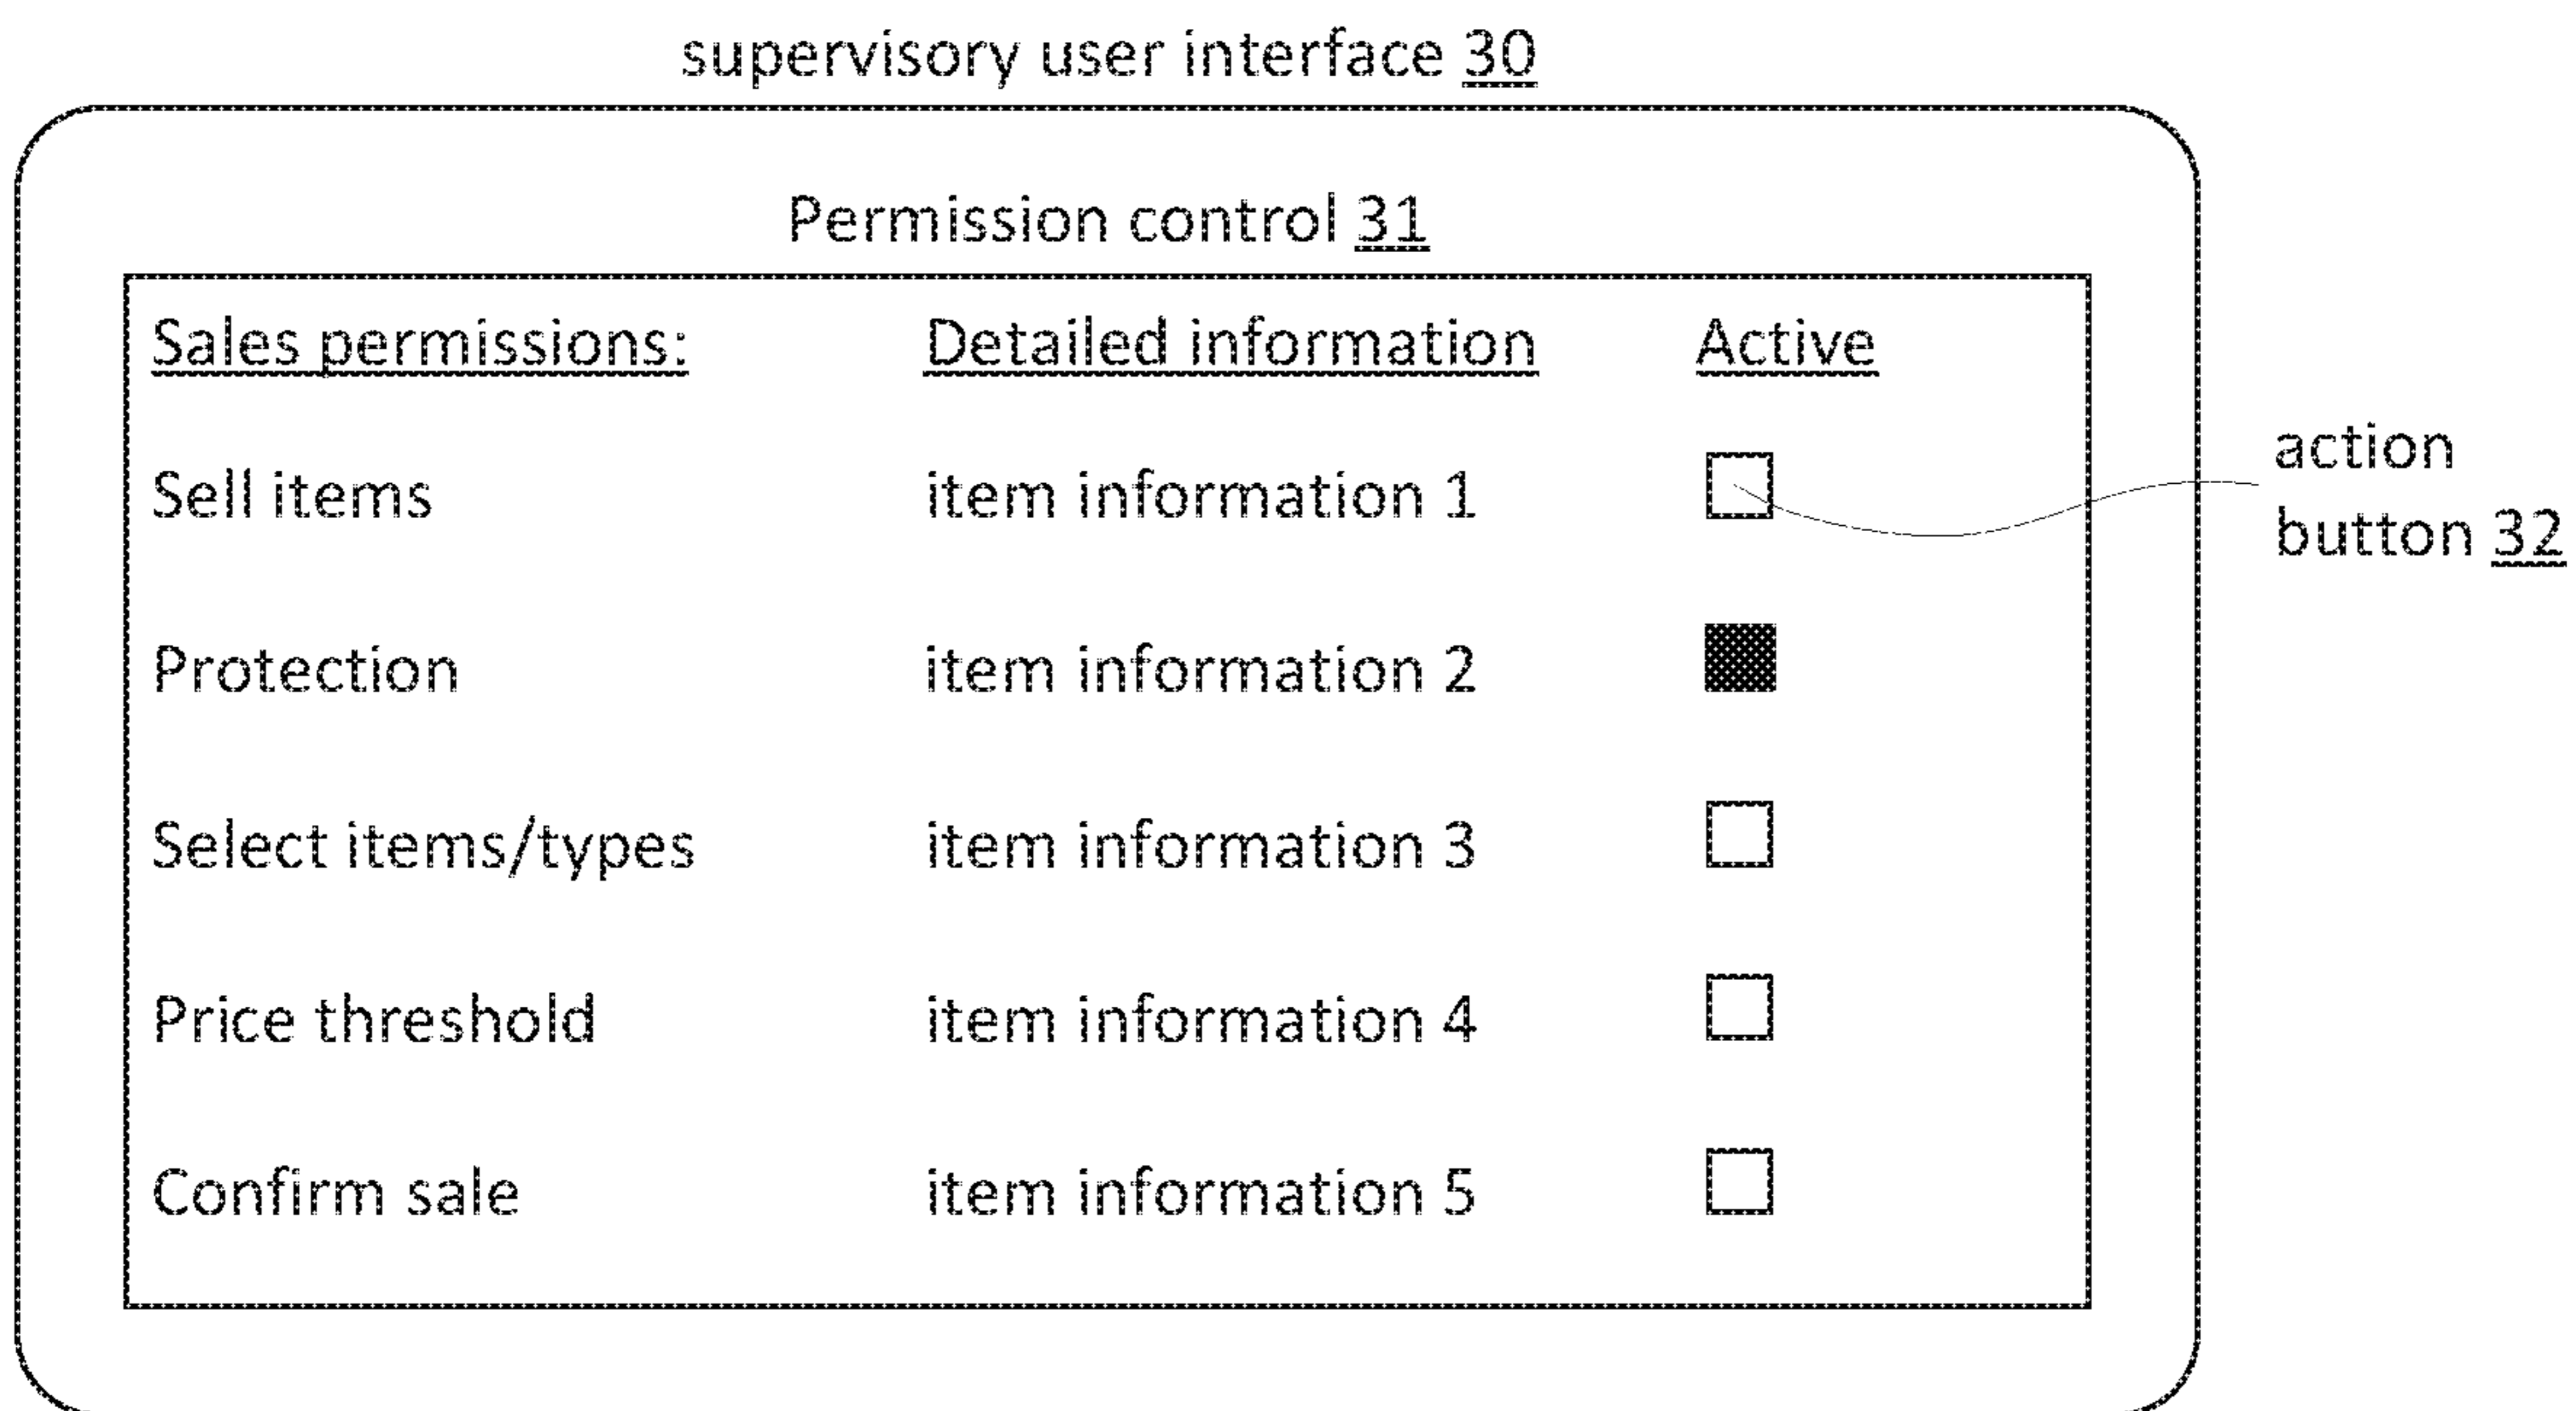 supervisory user interface 30
Permission control 31
Sales permissions: Detailed information Active
Sell items item information 1
action
button 32
Protection item information 2
Select items/types item information 3
Price threshold item information 4
Confirm sale item information 5